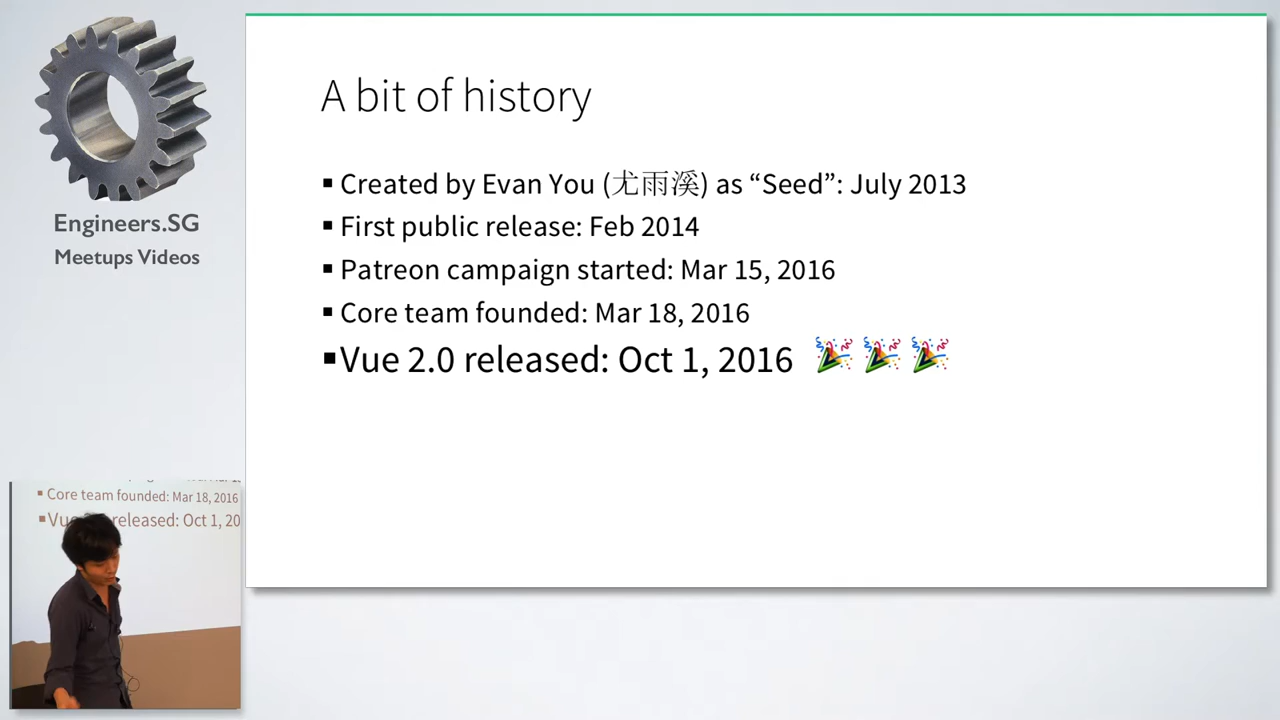 Engineers.SG
Meetups Videos
A bit of history
▪ Created by Evan You (尤雨溪) as “Seed”: July 2013
▪ First public release: Feb 2014
▪ Patreon campaign started: Mar 15, 2016
▪ Core team founded: Mar 18, 2016
▪Vue 2.0 released: Oct 1, 2016 🎉 🎉 🎉
▪ Core team founded: Mar 18, 2016
▪Vue released: Oct 1, 20